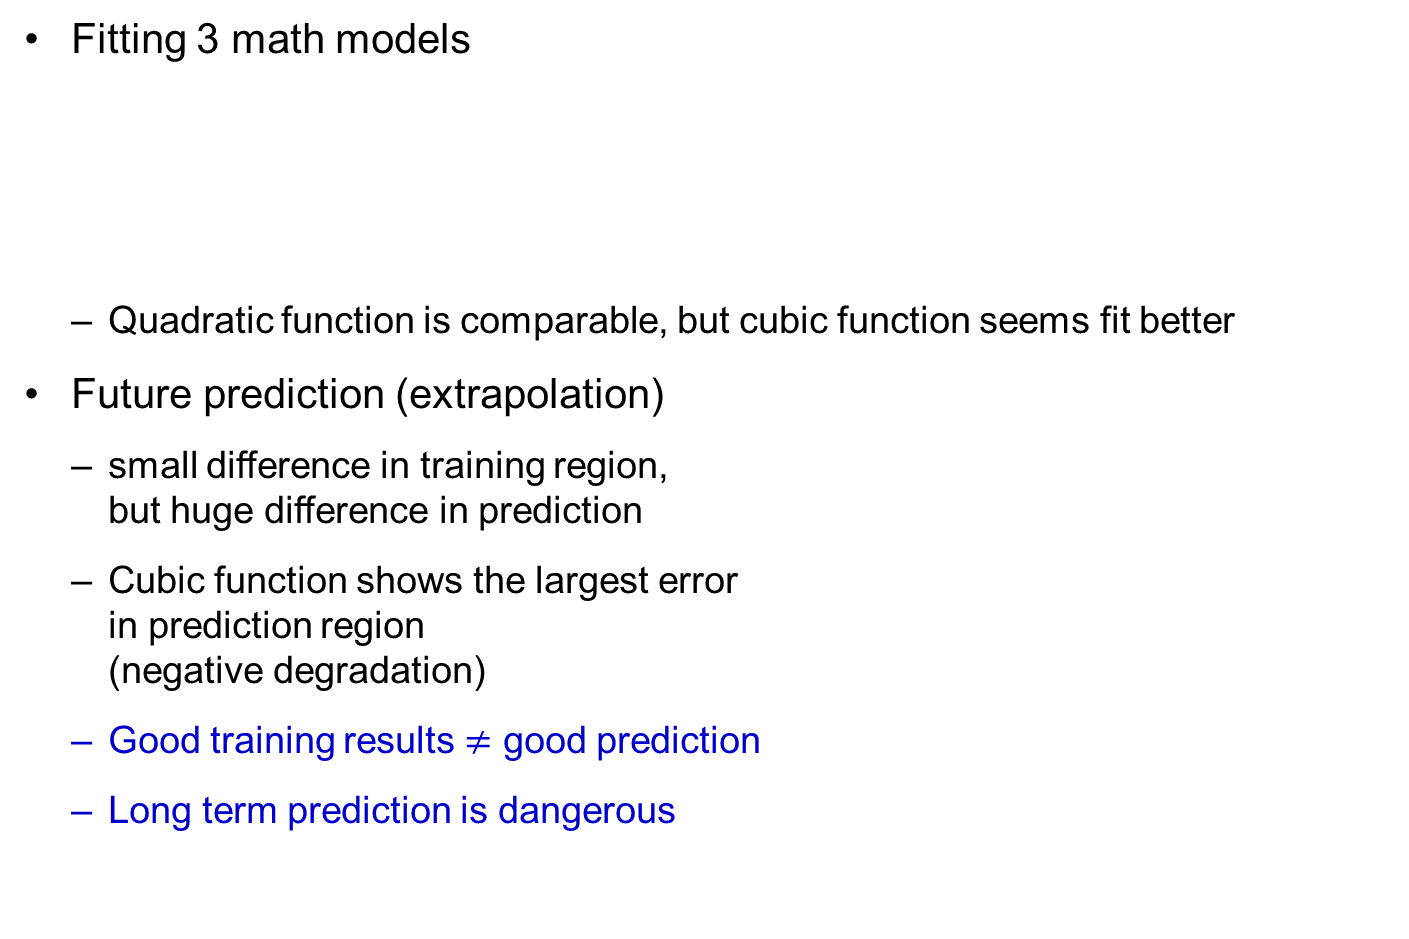 • Fitting 3 math models
– Quadratic function is comparable, but cubic function seems fit better
• Future prediction (extrapolation)
– small difference in training region,
but huge difference in prediction
– Cubic function shows the largest error
in prediction region
(negative degradation)
– Good training results ≠ good prediction
– Long term prediction is dangerous